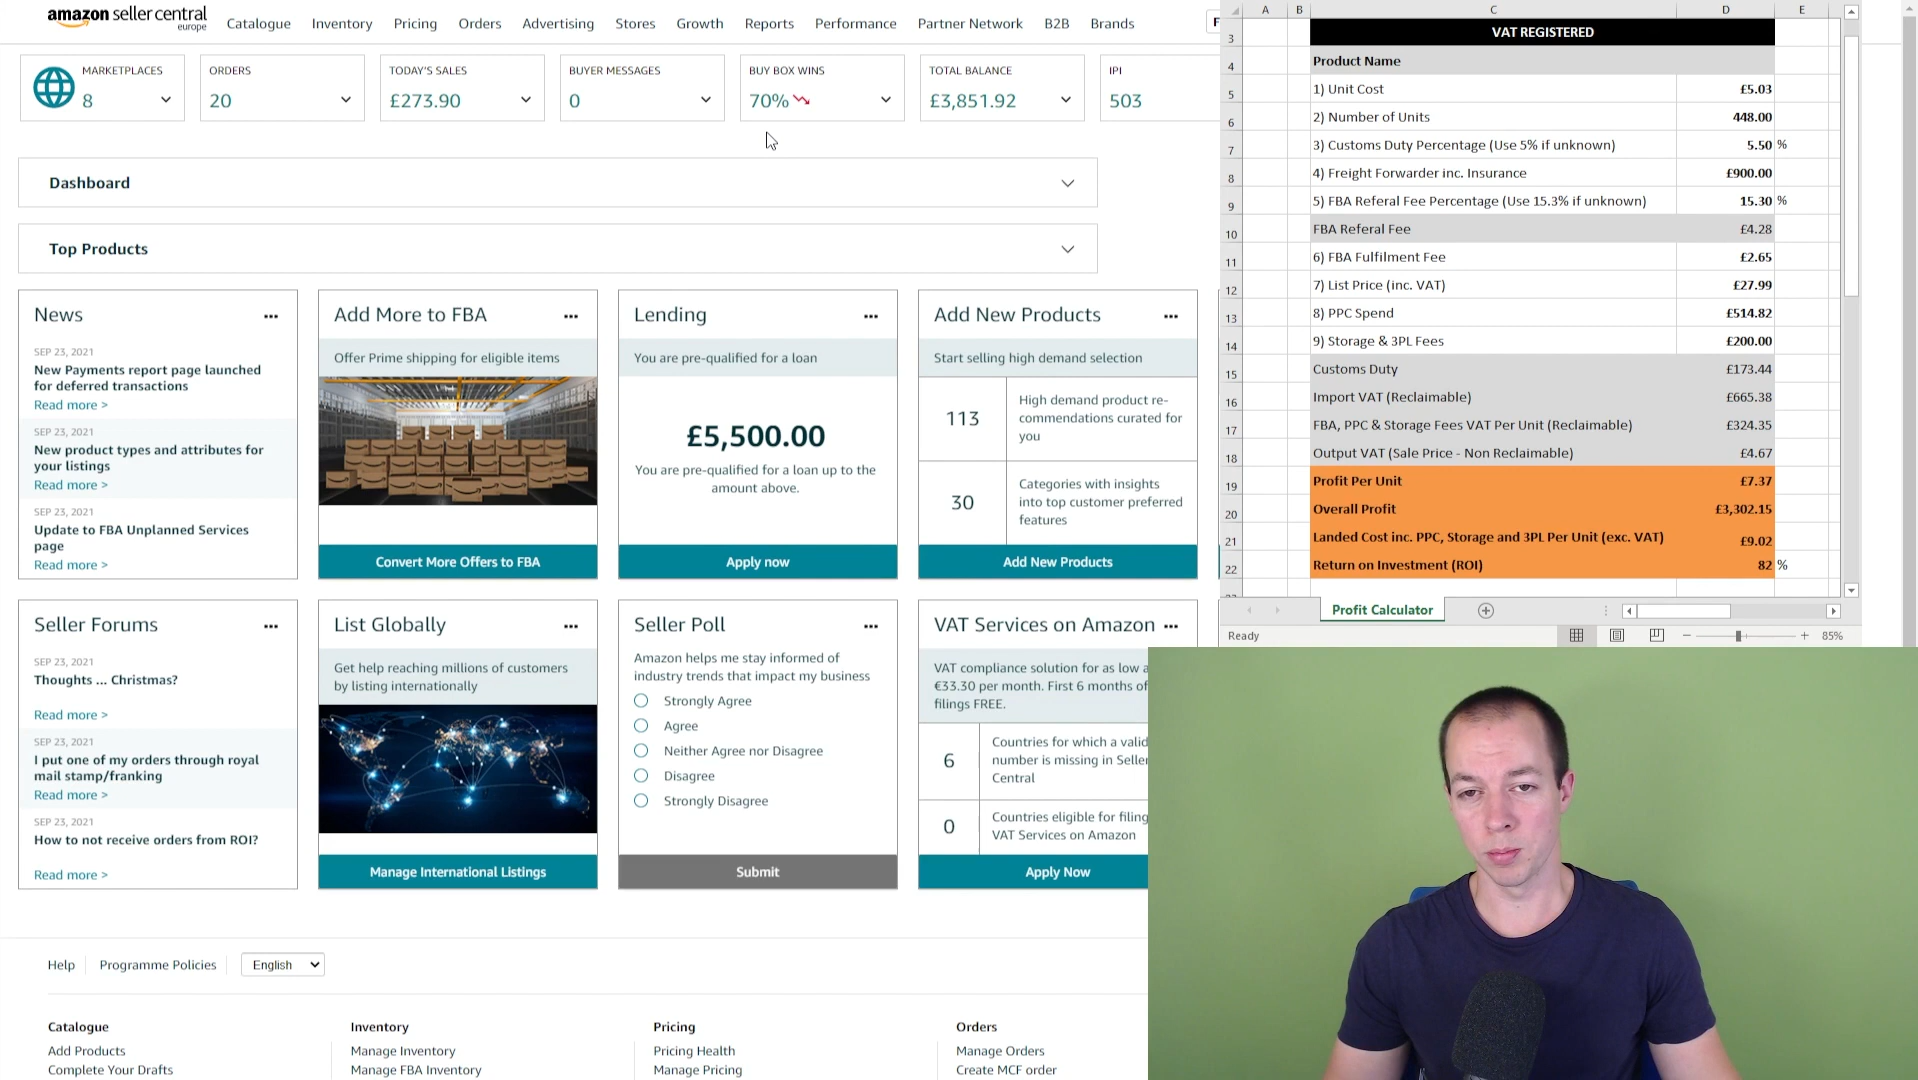 amazon seller central
europe
Catalogue
Inventory
Pricing
Orders
Advertising
Stores
Growth
Reports
Performance
Partner Network
B2B
Brands
F
MARKETPLACES
8
ORDERS
20
TODAY'S SALES
£273.90
BUYER MESSAGES
0
BUY BOX WINS
70%
TOTAL BALANCE
£3,851.92
IPI
503
Dashboard
Top Products
News
SEP 23, 2021
New Payments report page launched
for deferred transactions
Read more >
SEP 23, 2021
New product types and attributes for
your listings
Read more >
SEP 23, 2021
Update to FBA Unplanned Services
page
Read more >
Add More to FBA
Offer Prime shipping for eligible items
Convert More Offers to FBA
Lending
You are pre-qualified for a loan
£5,500.00
You are pre-qualified for a loan up to the
amount above.
Apply now
Add New Products
Start selling high demand selection
113
High demand product re-
commendations curated for
you
30
Categories with insights
into top customer preferred
features
Add New Products
Seller Forums
SEP 23, 2021
Thoughts ... Christmas?
Read more >
SEP 23, 2021
I put one of my orders through royal
mail stamp/franking
Read more >
SEP 23, 2021
How to not receive orders from ROI?
Read more >
List Globally
Get help reaching millions of customers
by listing internationally
Manage International Listings
Seller Poll
Amazon helps me stay informed of
industry trends that impact my business
Strongly Agree
Agree
Neither Agree nor Disagree
Disagree
Strongly Disagree
Submit
VAT Services on Amazon
VAT compliance solution for as low a
€33.30 per month. First 6 months of
filings FREE.
6
Countries for which a valid
number is missing in Seller
Central
0
Countries eligible for filing
VAT Services on Amazon
Apply Now
Help
Programme Policies
English
Catalogue
Add Products
Complete Your Drafts
Inventory
Manage Inventory
Manage FBA Inventory
Pricing
Pricing Health
Manage Pricing
Orders
Manage Orders
Create MCF order
A B C D E
3 VAT REGISTERED
4 Product Name
5 1) Unit Cost £5.03
6 2) Number of Units 448.00
7 3) Customs Duty Percentage (Use 5% if unknown) 5.50 %
8 4) Freight Forwarder inc. Insurance £900.00
9 5) FBA Referral Fee Percentage (Use 15.3% if unknown) 15.30 %
10 FBA Referal Fee £4.28
11 6) FBA Fulfilment Fee £2.65
12 7) List Price (inc. VAT) £27.99
13 8) PPC Spend £514.82
14 9) Storage & 3PL Fees £200.00
15 Customs Duty £173.44
16 Import VAT (Reclaimable) £665.38
17 FBA, PPC & Storage Fees VAT Per Unit (Reclaimable) £324.35
18 Output VAT (Sale Price - Non Reclaimable) £4.67
19 Profit Per Unit £7.37
20 Overall Profit £3,302.15
21 Landed Cost inc. PPC, Storage and 3PL Per Unit (exc. VAT) £9.02
22 Return on Investment (ROI) 82 %
Profit Calculator
Ready
85%